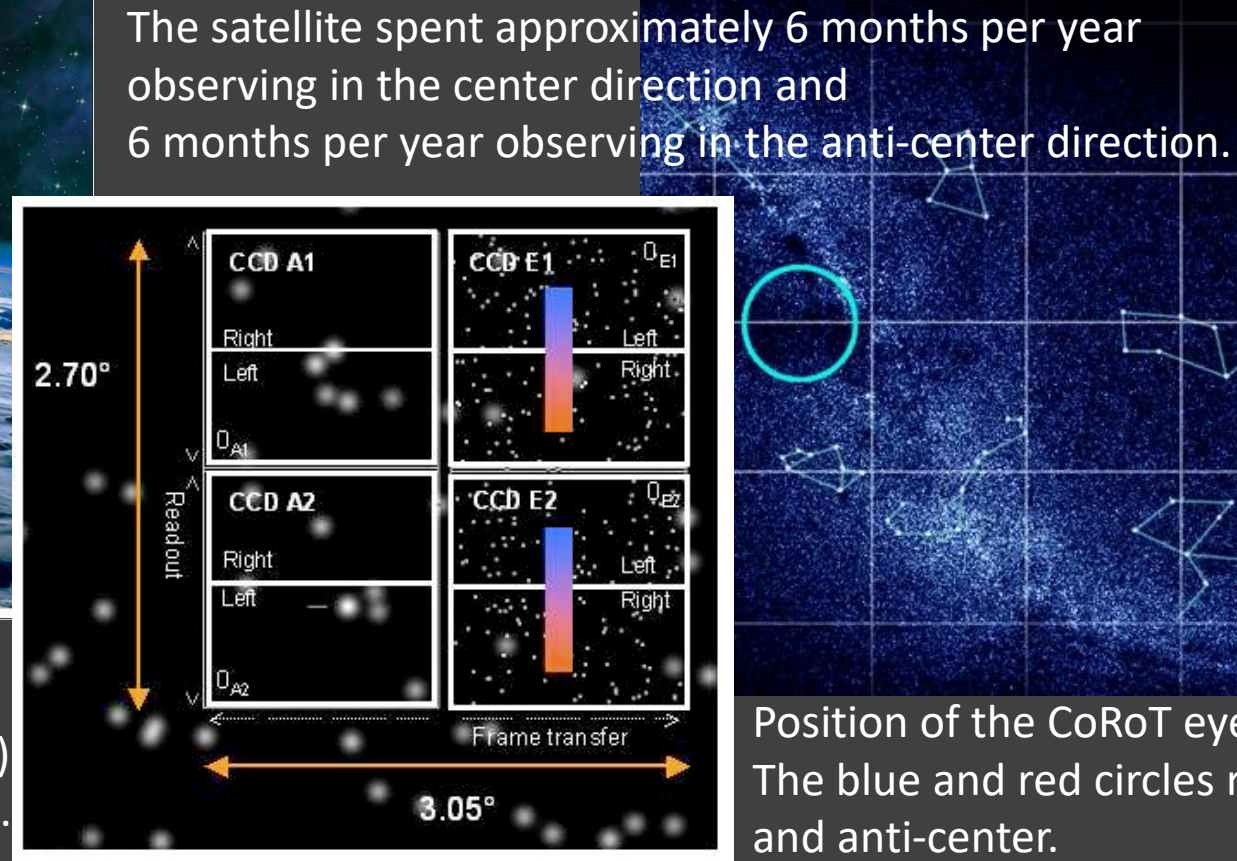 The satellite spent approximately 6 months per year
observing in the center direction and
6 months per year observing in the anti-center direction.
CCD A1
Right
Left
0A1
CCD E1
0E1
Left
Right
2.70°
Readout
CCD A2
Right
Left
0A2
CCD E2
0E2
Left
Right
Frame transfer
3.05°
)
.
Position of the CoRoT eye
The blue and red circles
and anti-center.